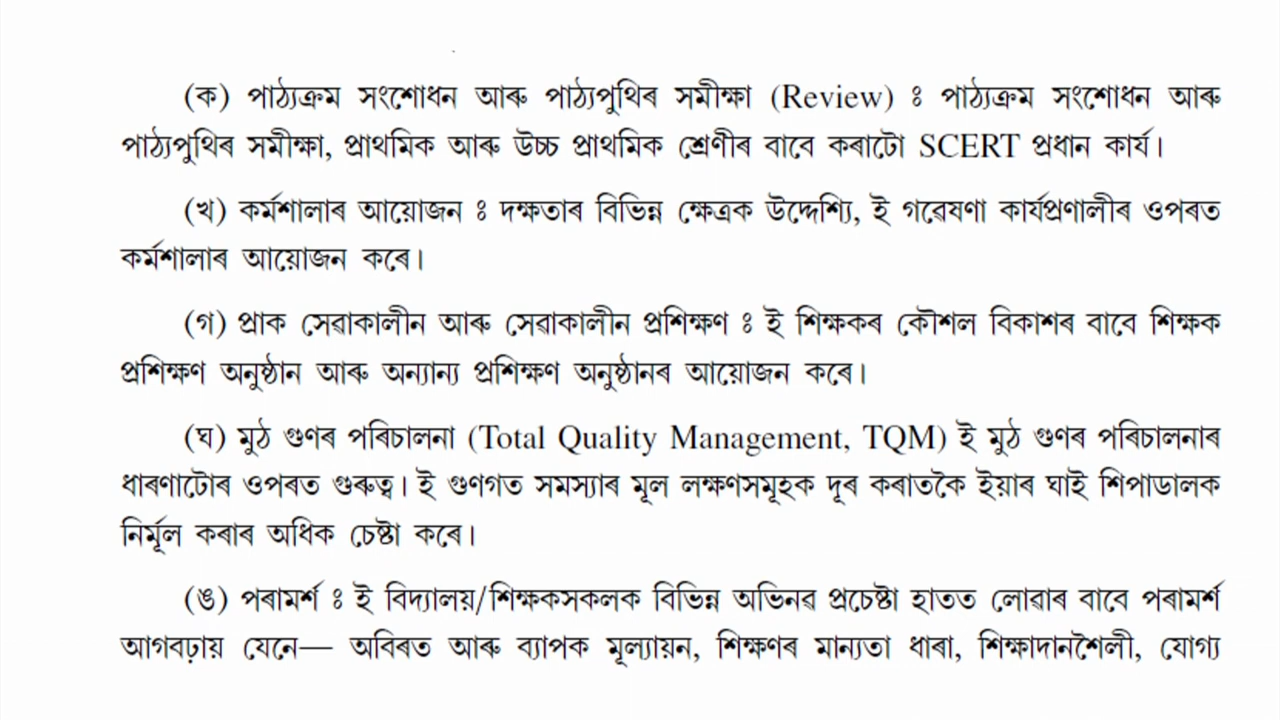 (ক) পাঠ্যক্ৰম সংশোধন আৰু পাঠ্যপুথিৰ সমীক্ষা (Review) ঃ পাঠ্যক্ৰম সংশোধন আৰু
পাঠ্যপুথিৰ সমীক্ষা, প্ৰাথমিক আৰু উচ্চ প্ৰাথমিক শ্ৰেণীৰ বাবে কৰাটো SCERT প্ৰধান কাৰ্য।
(খ) কৰ্মশালাৰ আয়োজন ঃ দক্ষতাৰ বিভিন্ন ক্ষেত্ৰক উদ্দেশ্যি, ই গৱেষণা কাৰ্যপ্ৰণালীৰ ওপৰত
কৰ্মশালাৰ আয়োজন কৰে।
(গ) প্ৰাক সেৱাকালীন আৰু সেৱাকালীন প্ৰশিক্ষণ ঃ ই শিক্ষকৰ কৌশল বিকাশৰ বাবে শিক্ষক
প্ৰশিক্ষণ অনুষ্ঠান আৰু অন্যান্য প্ৰশিক্ষণ অনুষ্ঠানৰ আয়োজন কৰে।
(ঘ) মুঠ গুণৰ পৰিচালনা (Total Quality Management, TQM) ই মুঠ গুণৰ পৰিচালনাৰ
ধাৰণাটোৰ ওপৰত গুৰুত্ব। ই গুণগত সমস্যাৰ মূল লক্ষণসমূহক দূৰ কৰাতকৈ ইয়াৰ ঘাই শিপাডালক
নিৰ্মূল কৰাৰ অধিক চেষ্টা কৰে।
(ঙ) পৰামৰ্শ ঃ ই বিদ্যালয়/শিক্ষকসকলক বিভিন্ন অভিনৱ প্ৰচেষ্টা হাতত লোৱাৰ বাবে পৰামৰ্শ
আগবঢ়ায় যেনে— অবিৰত আৰু ব্যাপক মূল্যায়ন, শিক্ষণৰ মান্যতা ধাৰা, শিক্ষাদানশৈলী, যোগ্য